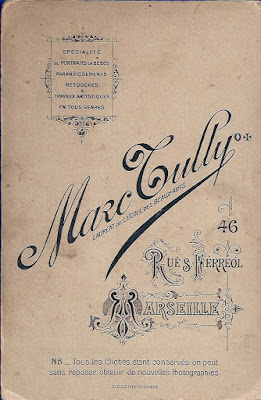 SPÉCIALITÉ
DE PORTRAITS DE BÉBÉS
AGRANDISSEMENTS
RETOUCHES
TRAVAUX ARTISTIQUES
EN TOUS GENRES
Marc Tully
LAURÉAT DE L'ÉCOLE DES BEAUX-ARTS
46
RUE St FERRÉOL
MARSEILLE
NB _ Tous les Clichés étant conservés on peut
sans reposer obtenir de nouvelles Photographies